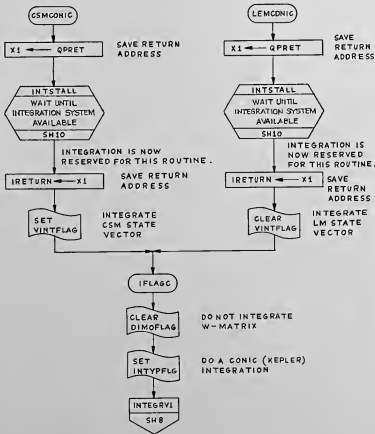 CSMCONIC
X1 ← QPRET
SAVE RETURN
ADDRESS
INTSTALL
WAIT UNTIL
INTEGRATION SYSTEM
AVAILABLE
SH10
INTEGRATION IS NOW
RESERVED FOR THIS ROUTINE.
IRETURN ← X1
SAVE RETURN
ADDRESS
SET
VINTFLAG
INTEGRATE
CSM STATE
VECTOR
LEMCONIC
X1 ← QPRET
SAVE
RETURN
ADDRESS
INTSTALL
WAIT UNTIL
INTEGRATION SYSTEM
AVAILABLE
SH10
INTEGRATION IS
NOW RESERVED
FOR THIS ROUTINE.
IRETURN ← X1
SAVE
RETURN
ADDRESS
CLEAR
VINTFLAG
INTEGRATE
LM STATE
VECTOR
IFLAGC
CLEAR
DIMOFLAG
DO NOT INTEGRATE
W-MATRIX
SET
INTYPFLG
DO A CONIC (KEPLER)
INTEGRATION
INTEGRV1
SH8